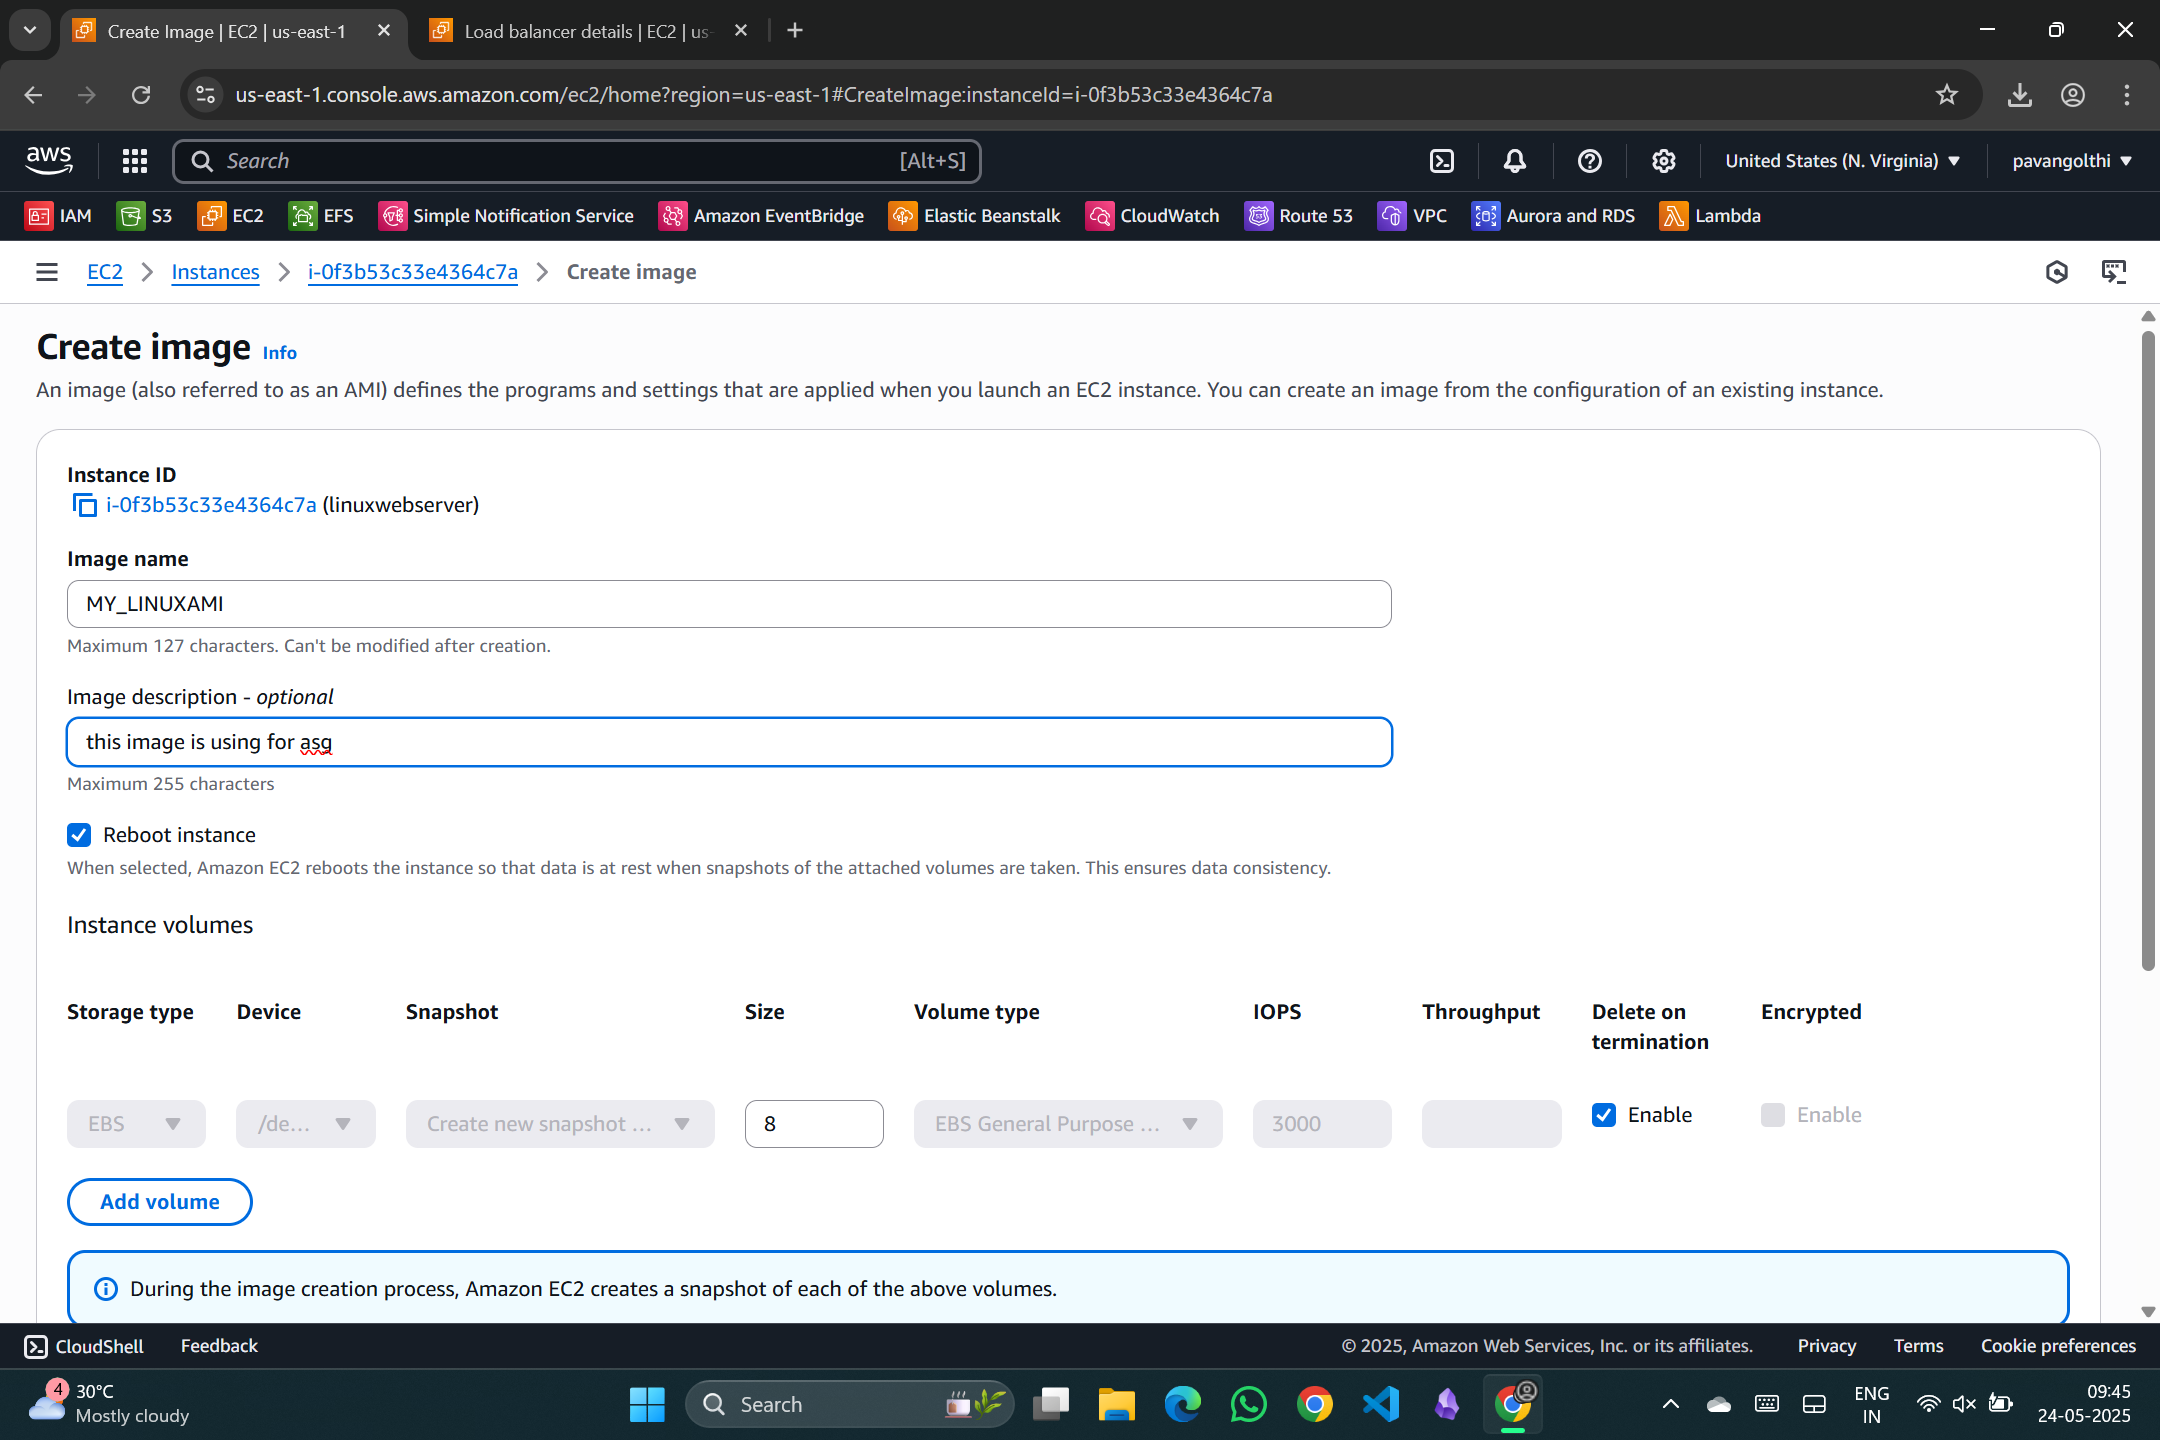 Create Image | EC2 | us-east-1
Load balancer details | EC2 | us-
us-east-1.console.aws.amazon.com/ec2/home?region=us-east-1#CreateImage:instanceId=i-0f3b53c33e4364c7a
aws
Search
[Alt+S]
United States (N. Virginia)
pavangolthi
IAM
S3
EC2
EFS
Simple Notification Service
Amazon EventBridge
Elastic Beanstalk
CloudWatch
Route 53
VPC
Aurora and RDS
Lambda
EC2
Instances
i-0f3b53c33e4364c7a
Create image
Create image
Info
An image (also referred to as an AMI) defines the programs and settings that are applied when you launch an EC2 instance. You can create an image from the configuration of an existing instance.
Instance ID
i-0f3b53c33e4364c7a (linuxwebserver)
Image name
MY_LINUXAMI
Maximum 127 characters. Can't be modified after creation.
Image description - optional
this image is using for asg
Maximum 255 characters
Reboot instance
When selected, Amazon EC2 reboots the instance so that data is at rest when snapshots of the attached volumes are taken. This ensures data consistency.
Instance volumes
Storage type
Device
Snapshot
Size
Volume type
IOPS
Throughput
Delete on
termination
Encrypted
EBS
/de...
Create new snapshot ...
8
EBS General Purpose ...
3000
Enable
Enable
Add volume
During the image creation process, Amazon EC2 creates a snapshot of each of the above volumes.
CloudShell
Feedback
© 2025, Amazon Web Services, Inc. or its affiliates.
Privacy
Terms
Cookie preferences
4
30°C
Mostly cloudy
Search
ENG
IN
09:45
24-05-2025